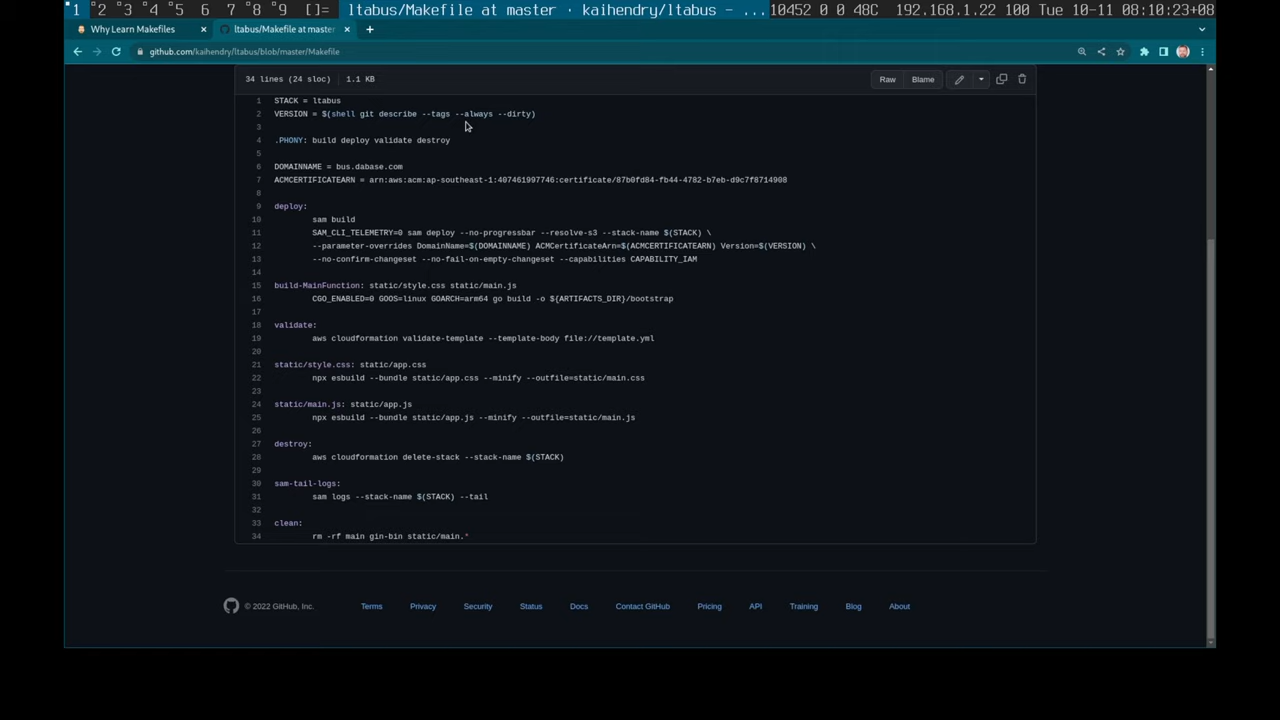 1 2 3 4 5 6 7 8 9 []= ltabus/Makefile at master · kaihendry/ltabus - ... 10452 0 0 48C 192.168.1.22 100 Tue 10-11 08:10:23+08
Why Learn Makefiles
ltabus/Makefile at master
github.com/kaihendry/ltabus/blob/master/Makefile
34 lines (24 sloc) 1.1 KB Raw Blame
1 STACK = ltabus
2 VERSION = $(shell git describe --tags --always --dirty)
3
4 .PHONY: build deploy validate destroy
5
6 DOMAINNAME = bus.dabase.com
7 ACMCERTIFICATEARN = arn:aws:acm:ap-southeast-1:407461997746:certificate/87b0fd84-fb44-4782-b7eb-d9c7f8714908
8
9 deploy:
10 sam build
11 SAM_CLI_TELEMETRY=0 sam deploy --no-progressbar --resolve-s3 --stack-name $(STACK) \
12 --parameter-overrides DomainName=$(DOMAINNAME) ACMCertificateArn=$(ACMCERTIFICATEARN) Version=$(VERSION) \
13 --no-confirm-changeset --no-fail-on-empty-changeset --capabilities CAPABILITY_IAM
14
15 build-MainFunction: static/style.css static/main.js
16 CGO_ENABLED=0 GOOS=linux GOARCH=arm64 go build -o ${ARTIFACTS_DIR}/bootstrap
17
18 validate:
19 aws cloudformation validate-template --template-body file://template.yml
20
21 static/style.css: static/app.css
22 npx esbuild --bundle static/app.css --minify --outfile=static/main.css
23
24 static/main.js: static/app.js
25 npx esbuild --bundle static/app.js --minify --outfile=static/main.js
26
27 destroy:
28 aws cloudformation delete-stack --stack-name $(STACK)
29
30 sam-tail-logs:
31 sam logs --stack-name $(STACK) --tail
32
33 clean:
34 rm -rf main gin-bin static/main.*
© 2022 GitHub, Inc. Terms Privacy Security Status Docs Contact GitHub Pricing API Training Blog About